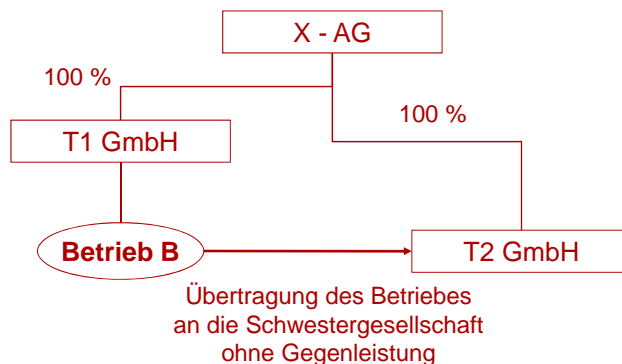 X - AG
100 %
100 %
T1 GmbH
Betrieb B
T2 GmbH
Übertragung des Betriebes
an die Schwestergesellschaft
ohne Gegenleistung